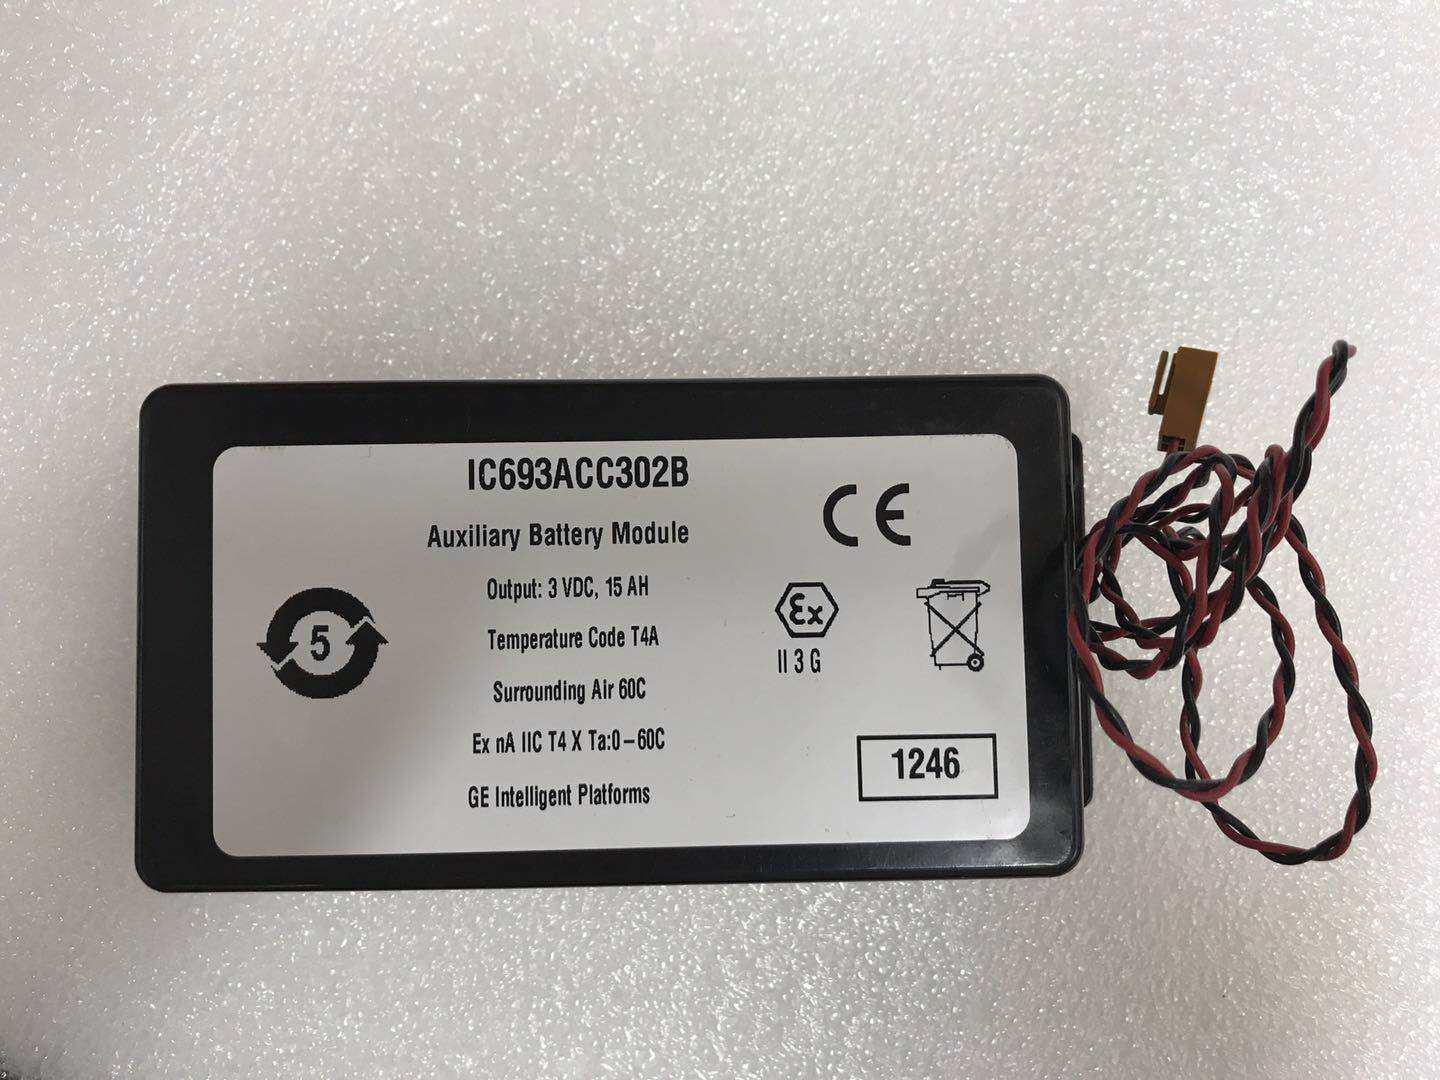 IC693ACC302B
Auxiliary Battery Module
Output: 3 VDC, 15 AH
Temperature Code T4A
Surrounding Air 60C
Ex nA IIC T4 X Ta:0-60C
GE Intelligent Platforms
5
CE
Ex
II 3 G
1246